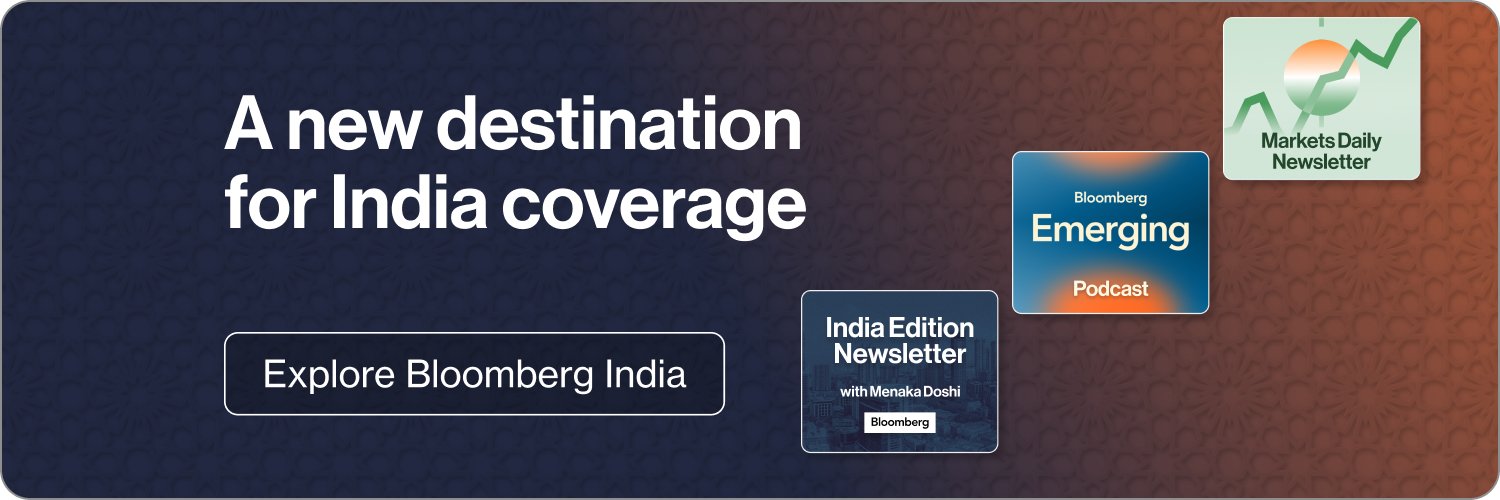 A new destination
for India coverage
Explore Bloomberg India
India Edition
Newsletter
with Menaka Doshi
Bloomberg
Bloomberg
Emerging
Podcast
Markets Daily
Newsletter